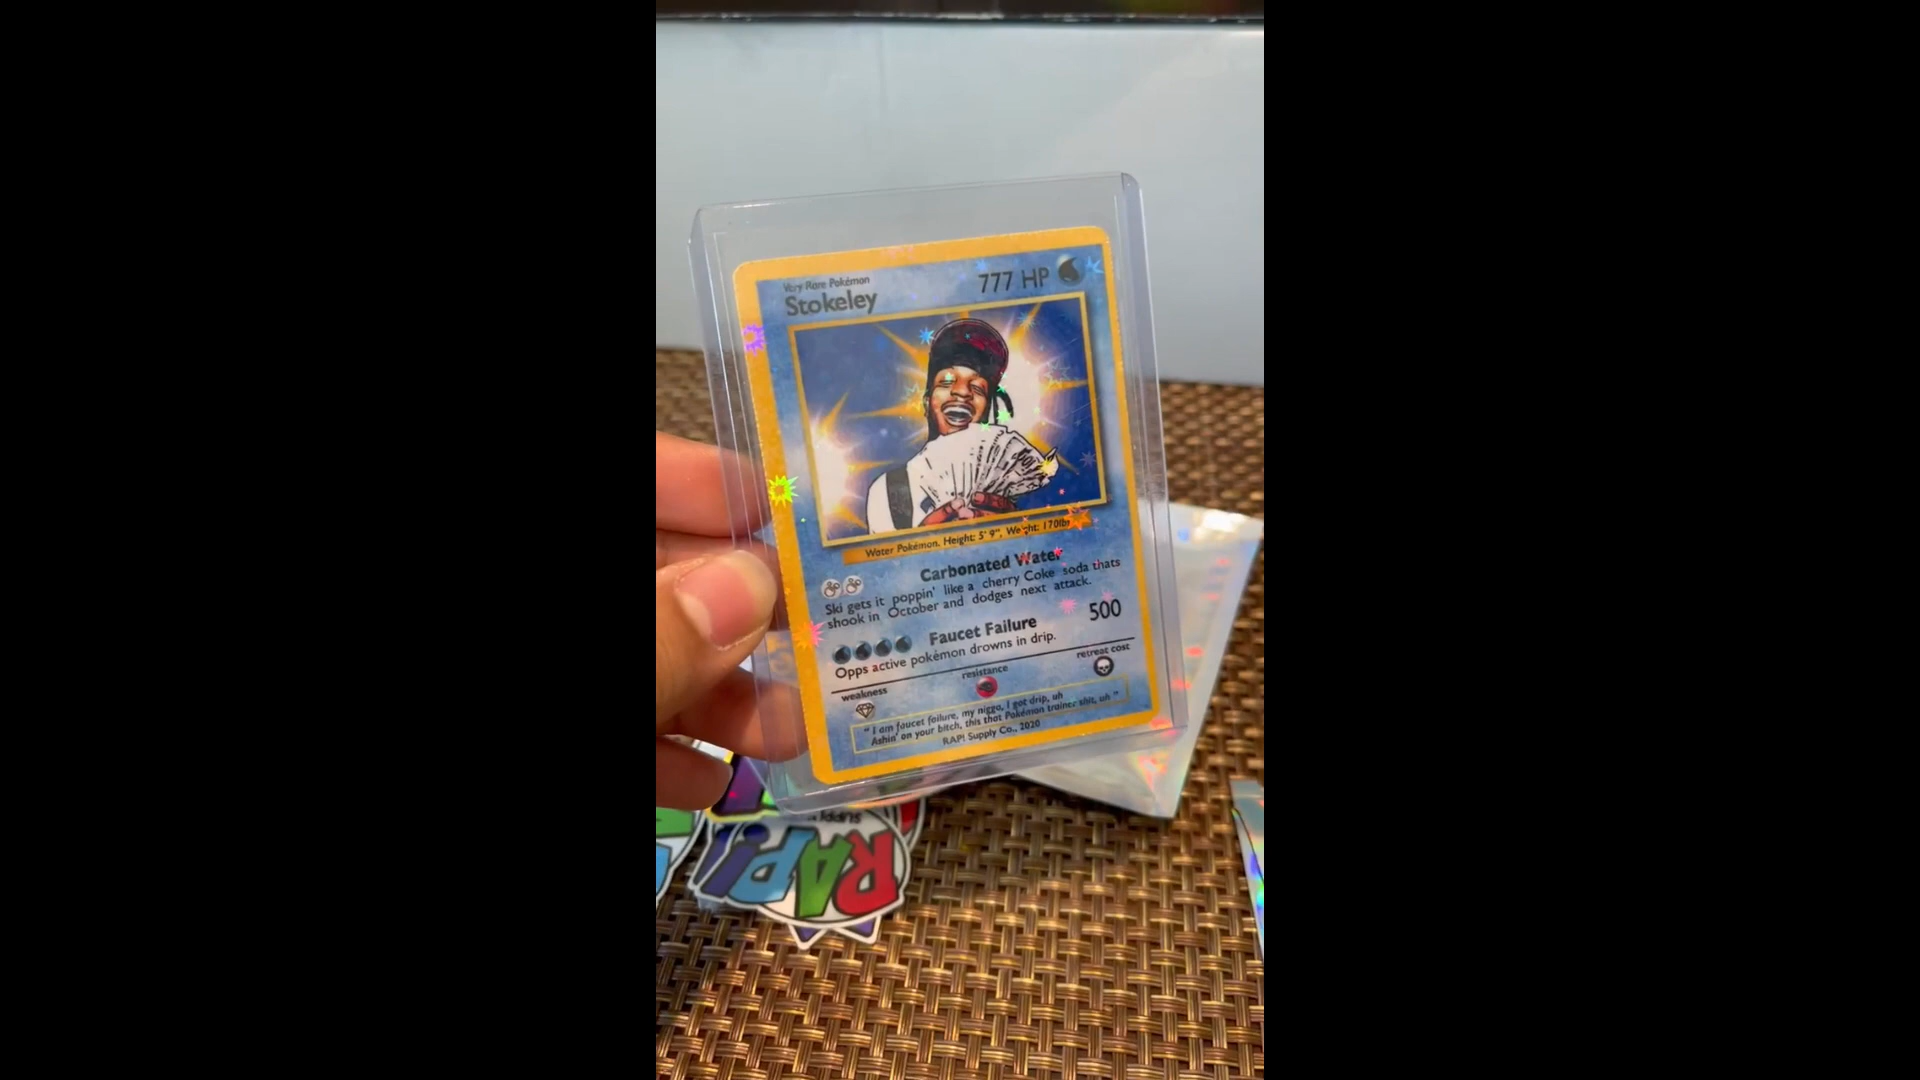 Very Rare Pokémon
Stokeley
777 HP
Water Pokémon. Height: 5' 9", Weight: 170lbs
Carbonated Water
Ski gets it poppin' like a cherry Coke soda thats
shook in October and dodges next attack.
Faucet Failure
500
Opps active pokémon drowns in drip.
weakness
resistance
retreat cost
" I am faucet failure, my nigga, I got drip, uh
Ashin' on your bitch, this that Pokémon trainer shit, uh "
RAP! Supply Co., 2020
RAP!